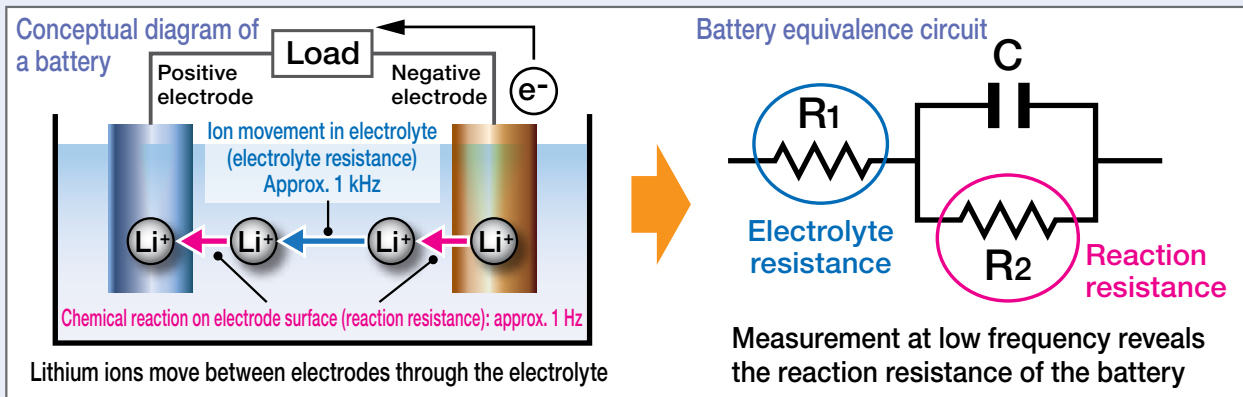 Conceptual diagram of
a battery
Load
Positive
electrode
Negative
electrode
e-
Ion movement in electrolyte
(electrolyte resistance)
Approx. 1 kHz
Li+
Li+
Li+
Li+
Chemical reaction on electrode surface (reaction resistance): approx. 1 Hz
Lithium ions move between electrodes through the electrolyte
Battery equivalence circuit
C
R1
Electrolyte
resistance
R2
Reaction
resistance
Measurement at low frequency reveals
the reaction resistance of the battery